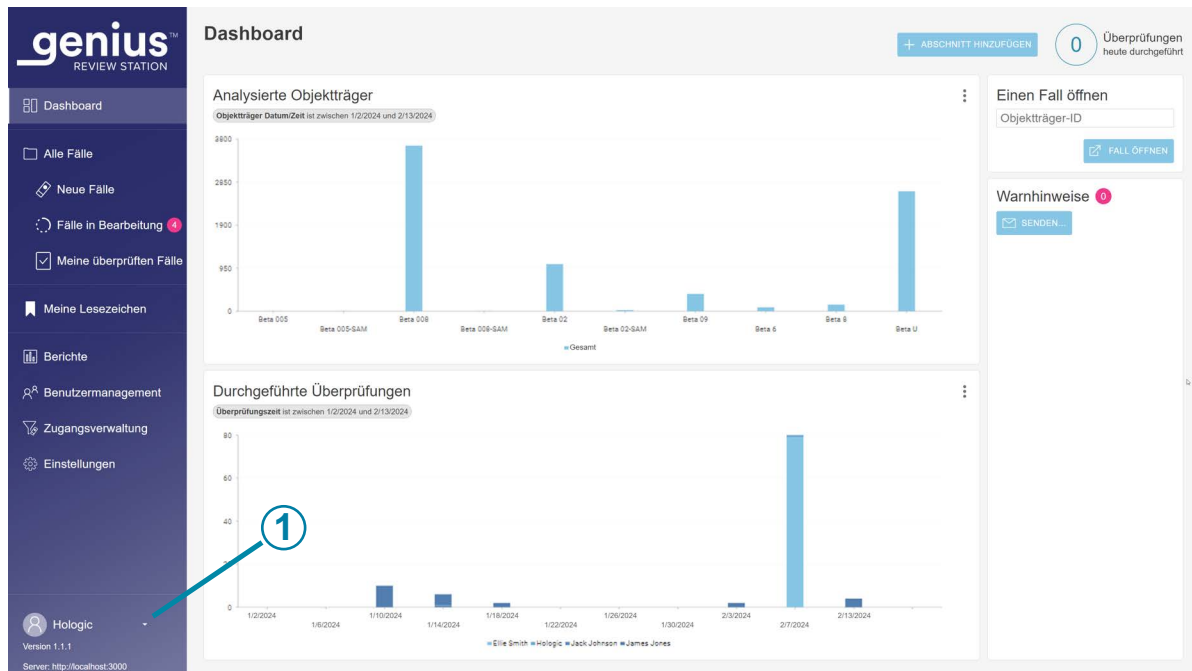 genius™
REVIEW STATION
Dashboard
Alle Fälle
Neue Fälle
Fälle in Bearbeitung 4
Meine überprüften Fälle
Meine Lesezeichen
Berichte
Benutzermanagement
Zugangsverwaltung
Einstellungen
Hologic
Version 1.1.1
Server: http://localhost:3000
Dashboard
+ ABSCHNITT HINZUFÜGEN
0
Überprüfungen
heute durchgeführt
Analysierte Objektträger
Objektträger Datum/Zeit ist zwischen 1/2/2024 und 2/13/2024
3800
2850
1900
950
0
Beta 005
Beta 005-SAM
Beta 008
Beta 008-SAM
Beta 02
Beta 02-SAM
Beta 09
Beta 6
Beta 8
Beta U
Gesamt
Durchgeführte Überprüfungen
Überprüfungszeit ist zwischen 1/2/2024 und 2/13/2024
80
60
40
0
1/2/2024
1/6/2024
1/10/2024
1/14/2024
1/18/2024
1/22/2024
1/26/2024
1/30/2024
2/3/2024
2/7/2024
2/13/2024
Ellie Smith Hologic Jack Johnson James Jones
1
Einen Fall öffnen
Objektträger-ID
FALL ÖFFNEN
Warnhinweise 0
SENDEN...